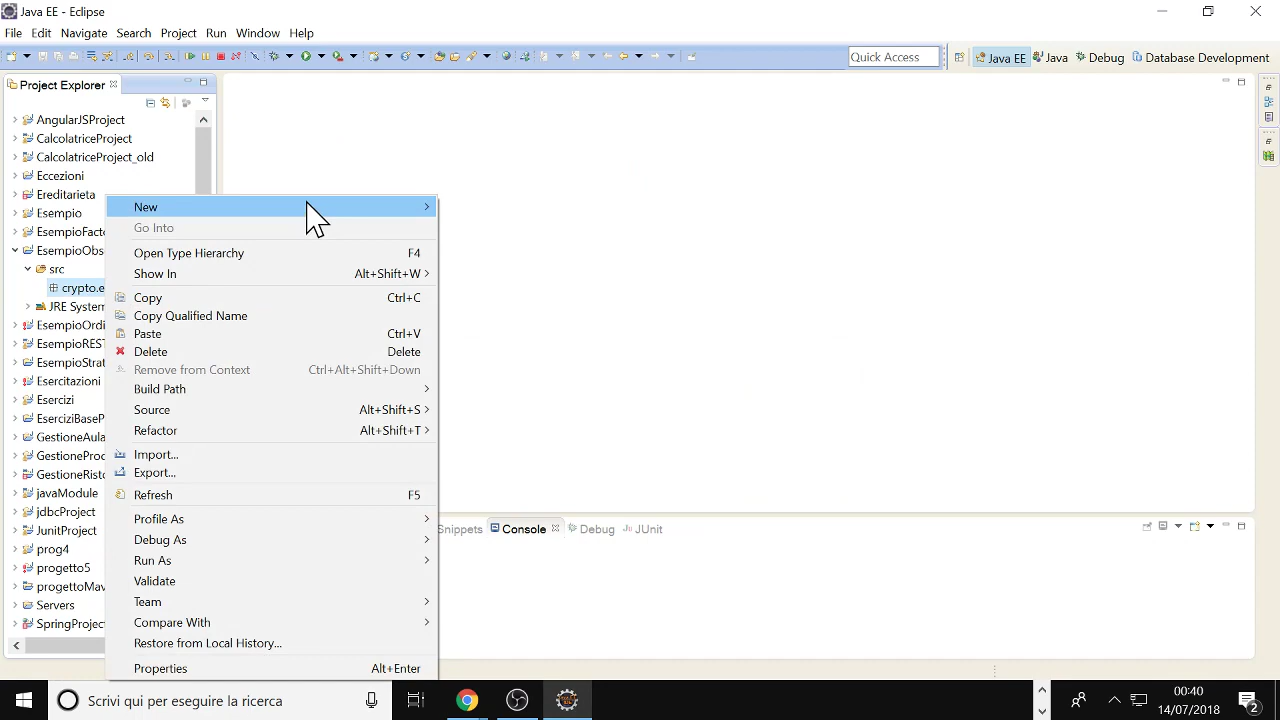 Java EE - Eclipse
File Edit Navigate Search Project Run Window Help
Quick Access Java EE Java Debug Database Development
Project Explorer
AngularJSProject
CalcolatriceProject
CalcolatriceProject_old
Eccezioni
Ereditarieta
Esempio
EsempioFacto
EsempioObs
src
crypto.e
JRE System
EsempioOrdi
EsempioREST
EsempioStrat
Esercitazioni
Esercizi
EserciziBaseP
GestioneAula
GestionePro
GestioneRisto
javaModule
jdbcProject
JunitProject
prog4
progetto5
progettoMav
Servers
SpringProject
New
Go Into
Open Type Hierarchy F4
Show In Alt+Shift+W
Copy Ctrl+C
Copy Qualified Name
Paste Ctrl+V
Delete Delete
Remove from Context Ctrl+Alt+Shift+Down
Build Path
Source Alt+Shift+S
Refactor Alt+Shift+T
Import...
Export...
Refresh F5
Profile As
Debug As
Run As
Validate
Team
Compare With
Restore from Local History...
Properties Alt+Enter
Snippets Console Debug JUnit
Scrivi qui per eseguire la ricerca
00:40
14/07/2018
2